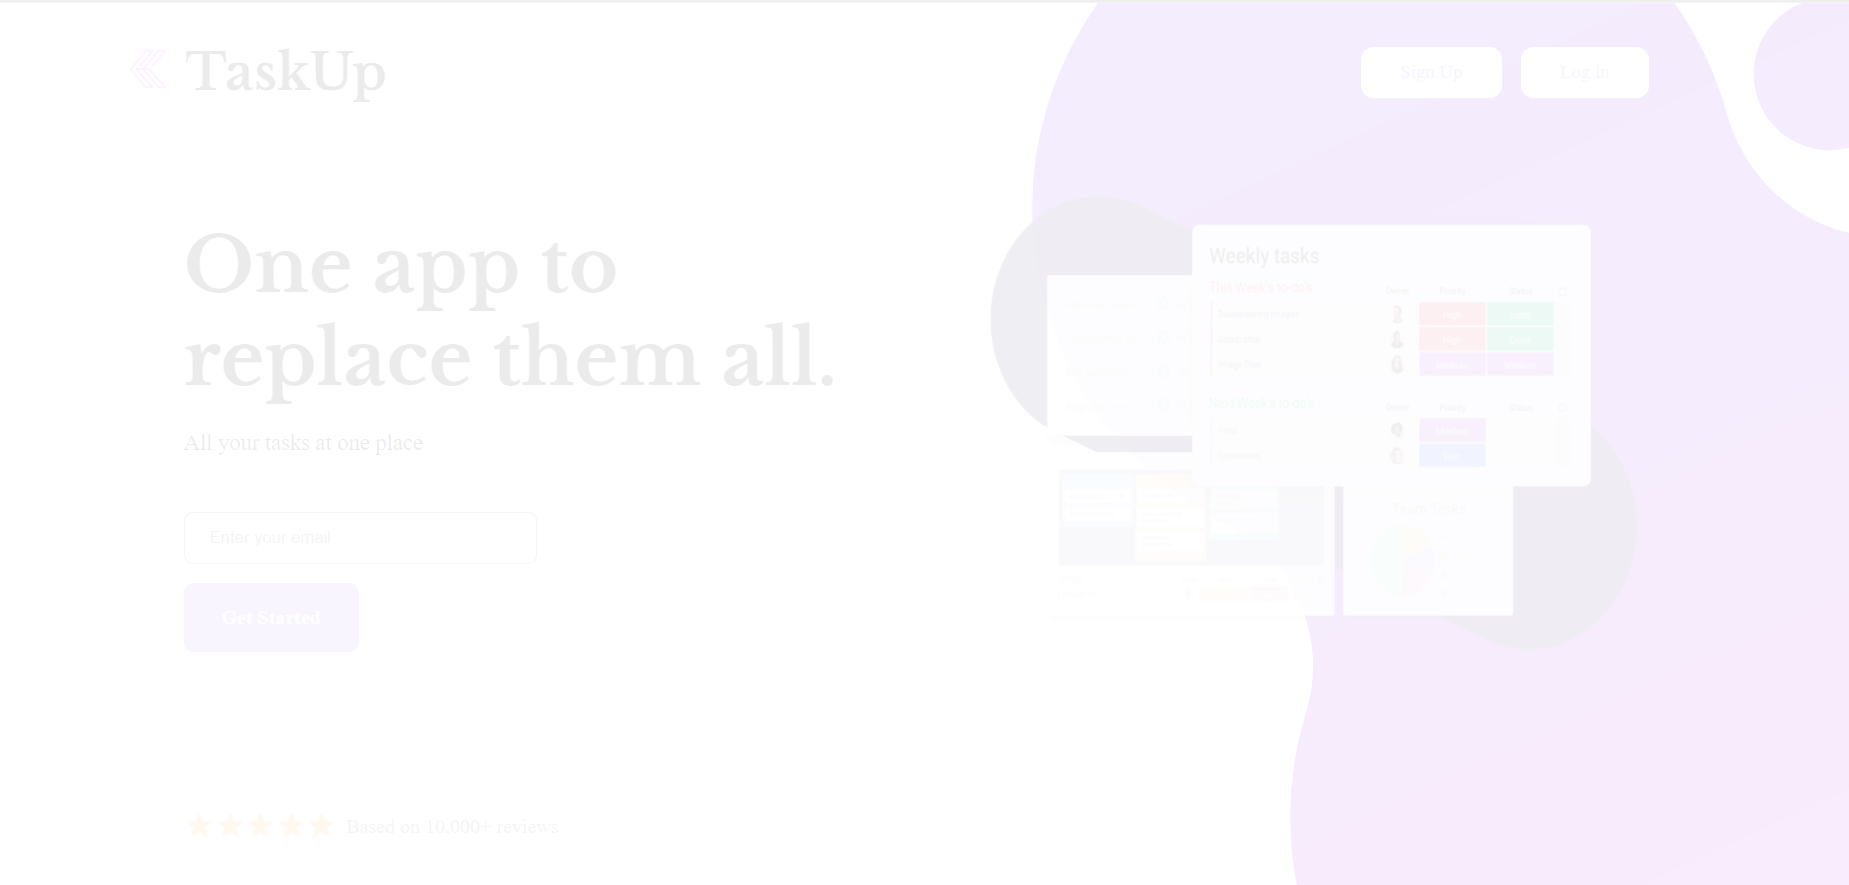 TaskUp
Sign Up
Log in
One app to
replace them all.
All your tasks at one place
Enter your email
Get Started
Based on 10,000+ reviews
Weekly tasks
This Week's to-do's
Owner Priority Status
High
High
Medium
Next Week's to-do's
Owner Priority Status
Medium
Team Tasks